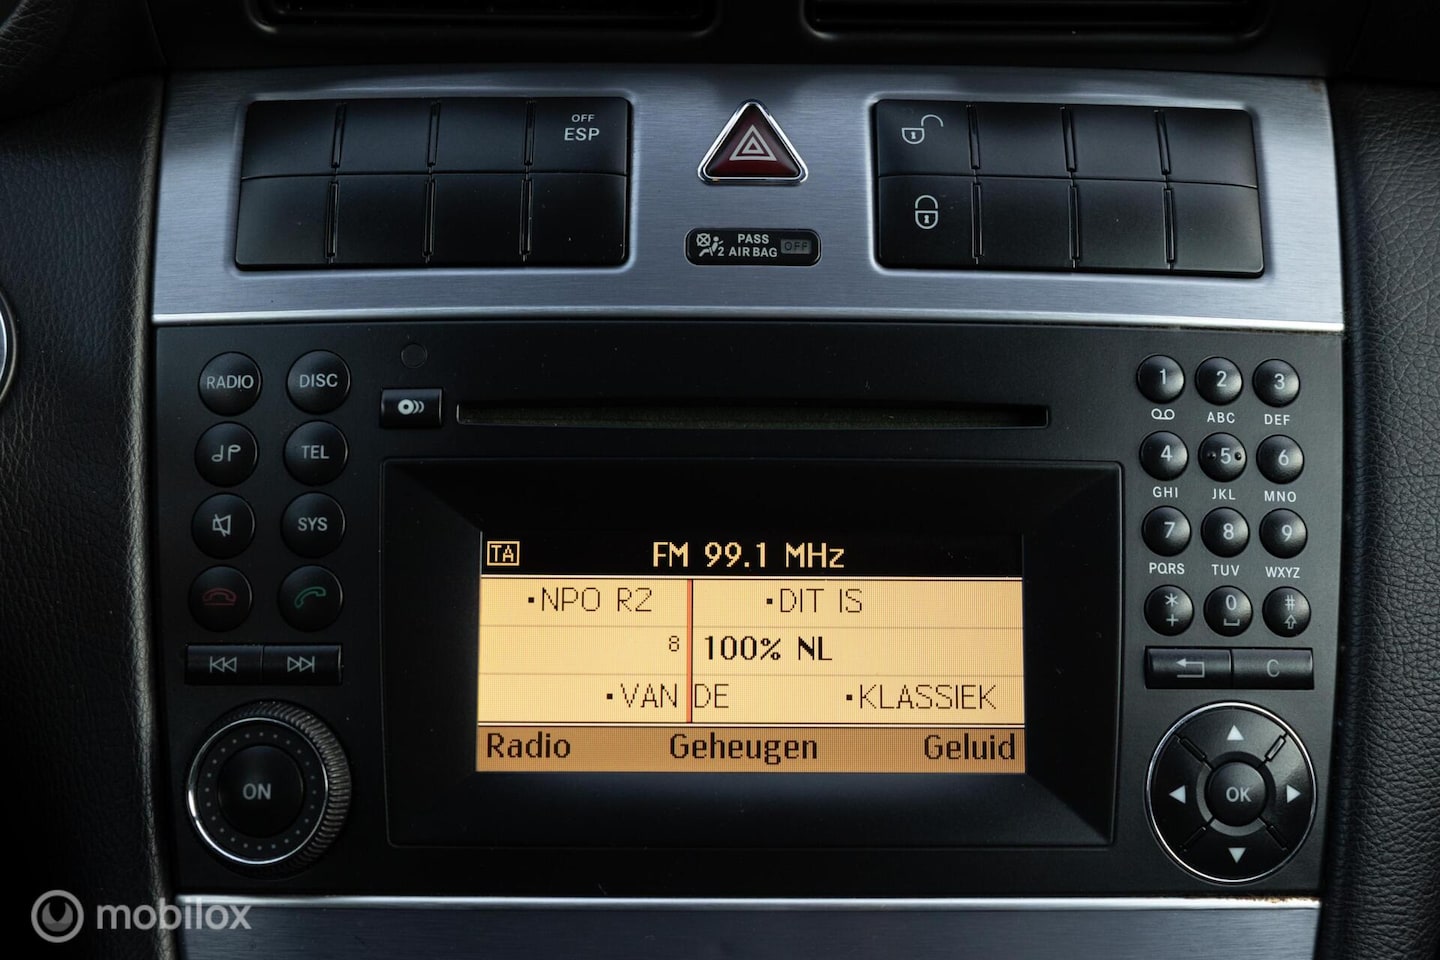 OFF
ESP
PASS
2 AIR BAG OFF
RADIO DISC
TEL
SYS
ON
1 2 3
ABC DEF
4 5 6
GHI JKL MNO
7 8 9
PQRS TUV WXYZ
* 0 #
+
C
OK
TA FM 99.1 MHz
·NPO R2 ·DIT IS
8 100% NL
·VAN DE ·KLASSIEK
Radio Geheugen Geluid
mobilox